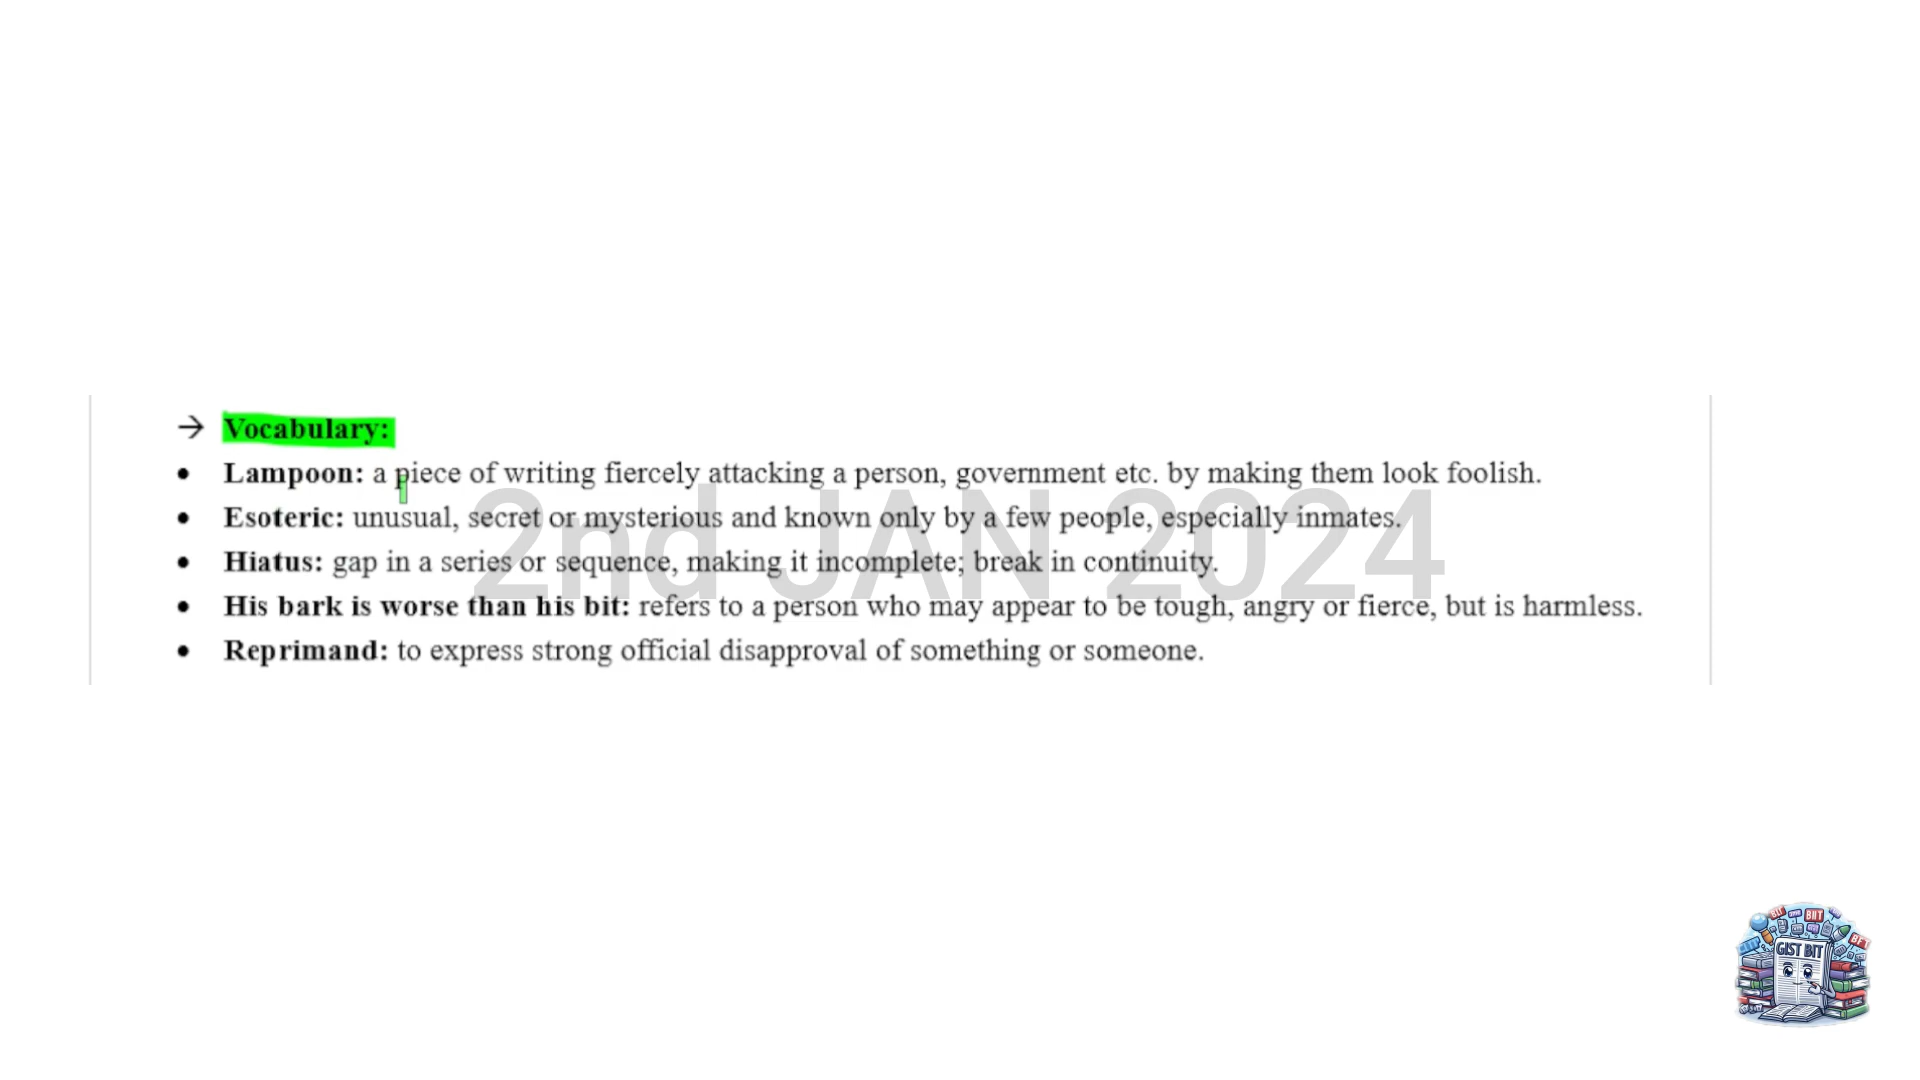 → Vocabulary:
• Lampoon: a piece of writing fiercely attacking a person, government etc. by making them look foolish.
• Esoteric: unusual, secret or mysterious and known only by a few people, especially inmates.
• Hiatus: gap in a series or sequence, making it incomplete; break in continuity.
• His bark is worse than his bit: refers to a person who may appear to be tough, angry or fierce, but is harmless.
• Reprimand: to express strong official disapproval of something or someone.
2nd JAN 2024
GIST BIT